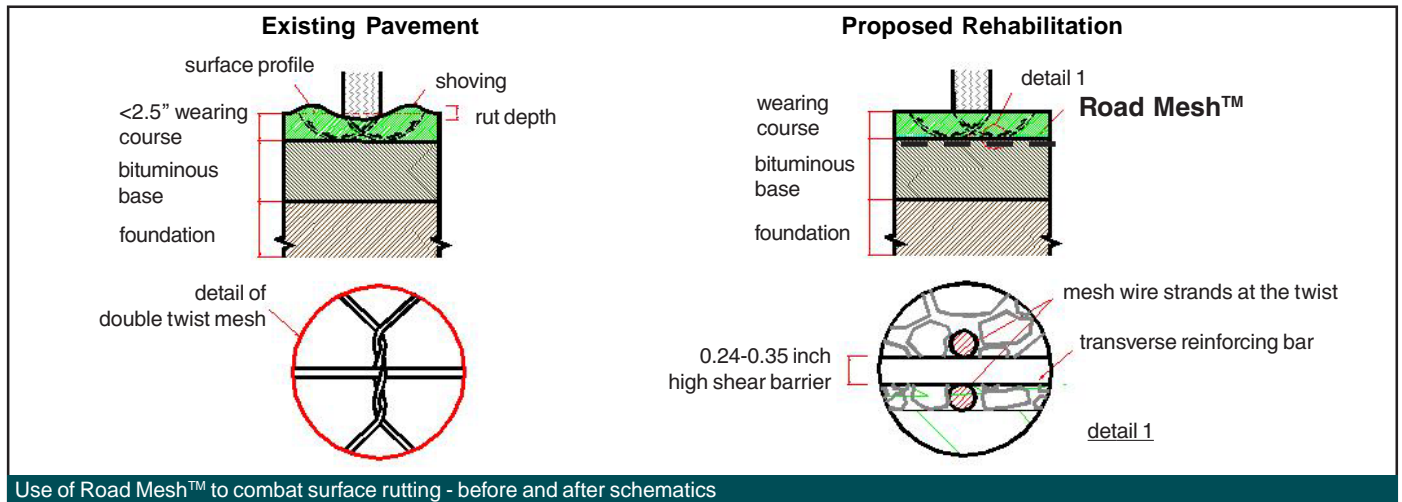 Existing Pavement
surface profile
shoving
<2.5" wearing
course
rut depth
bituminous
base
foundation
detail of
double twist mesh
Proposed Rehabilitation
detail 1
Road Mesh™
wearing
course
bituminous
base
foundation
mesh wire strands at the twist
0.24-0.35 inch
high shear barrier
transverse reinforcing bar
detail 1
Use of Road Mesh™ to combat surface rutting - before and after schematics